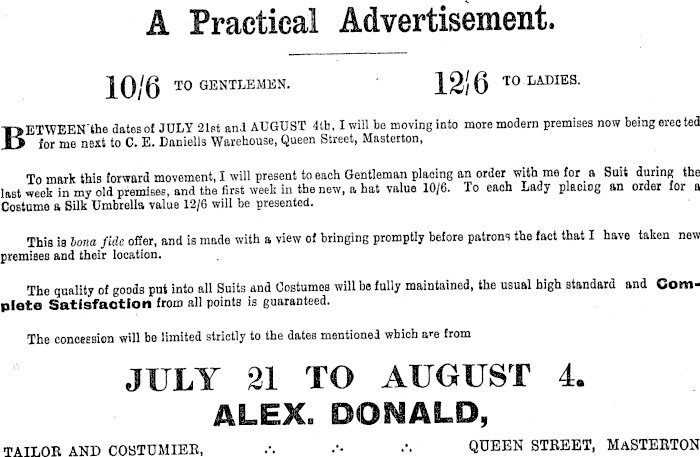 A Practical Advertisement.
10/6 TO GENTLEMEN. 12/6 TO LADIES.
BETWEEN the dates of JULY 21st and AUGUST 4th, I will be moving into more modern premises now being erected
for me next to C. E. Daniells Warehouse, Queen Street, Masterton,
To mark this forward movement, I will present to each Gentleman placing an order with me for a Suit during the
last week in my old premises, and the first week in the new, a hat value 10/6. To each Lady placing an order for a
Costume a Silk Umbrella value 12/6 will be presented.
This is bona fide offer, and is made with a view of bringing promptly before patrons the fact that I have taken new
premises and their location.
The quality of goods put into all Suits and Costumes will be fully maintained, the usual high standard and Com-
plete Satisfaction from all points is guaranteed.
The concession will be limited strictly to the dates mentioned which are from
JULY 21 TO AUGUST 4.
ALEX. DONALD,
TAILOR AND COSTUMIER, ∴ ∴ ∴ QUEEN STREET, MASTERTON